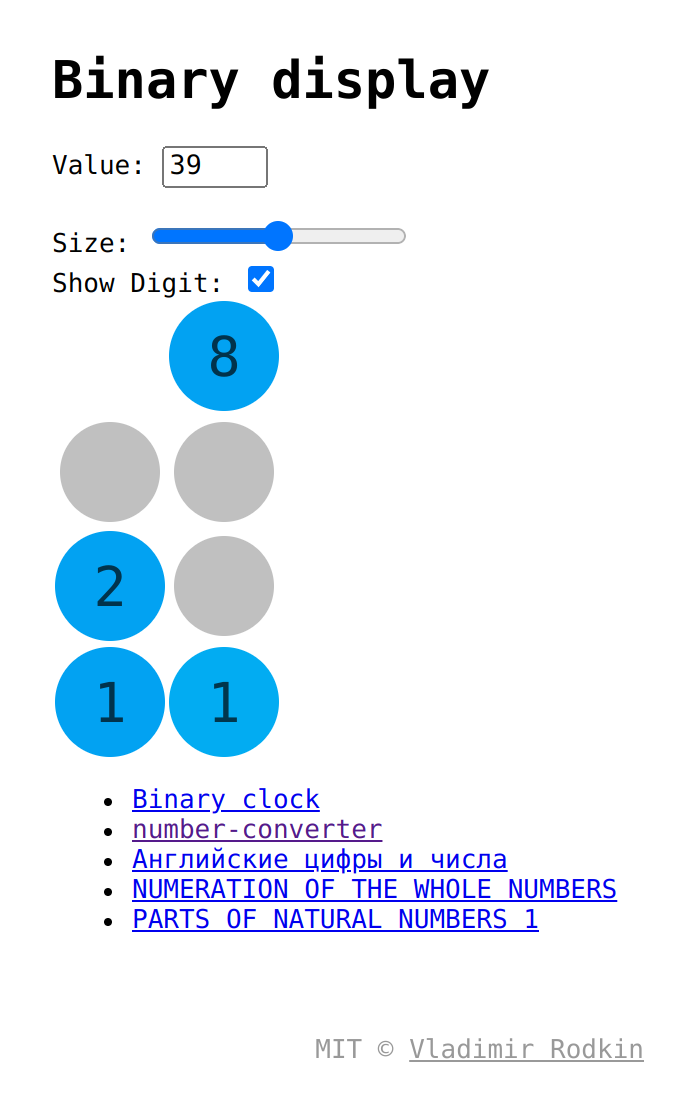 Binary display
Value: 39
Size:
Show Digit:
8
2
1 1
Binary clock
number-converter
Английские цифры и числа
NUMERATION OF THE WHOLE NUMBERS
PARTS OF NATURAL NUMBERS 1
MIT © Vladimir Rodkin